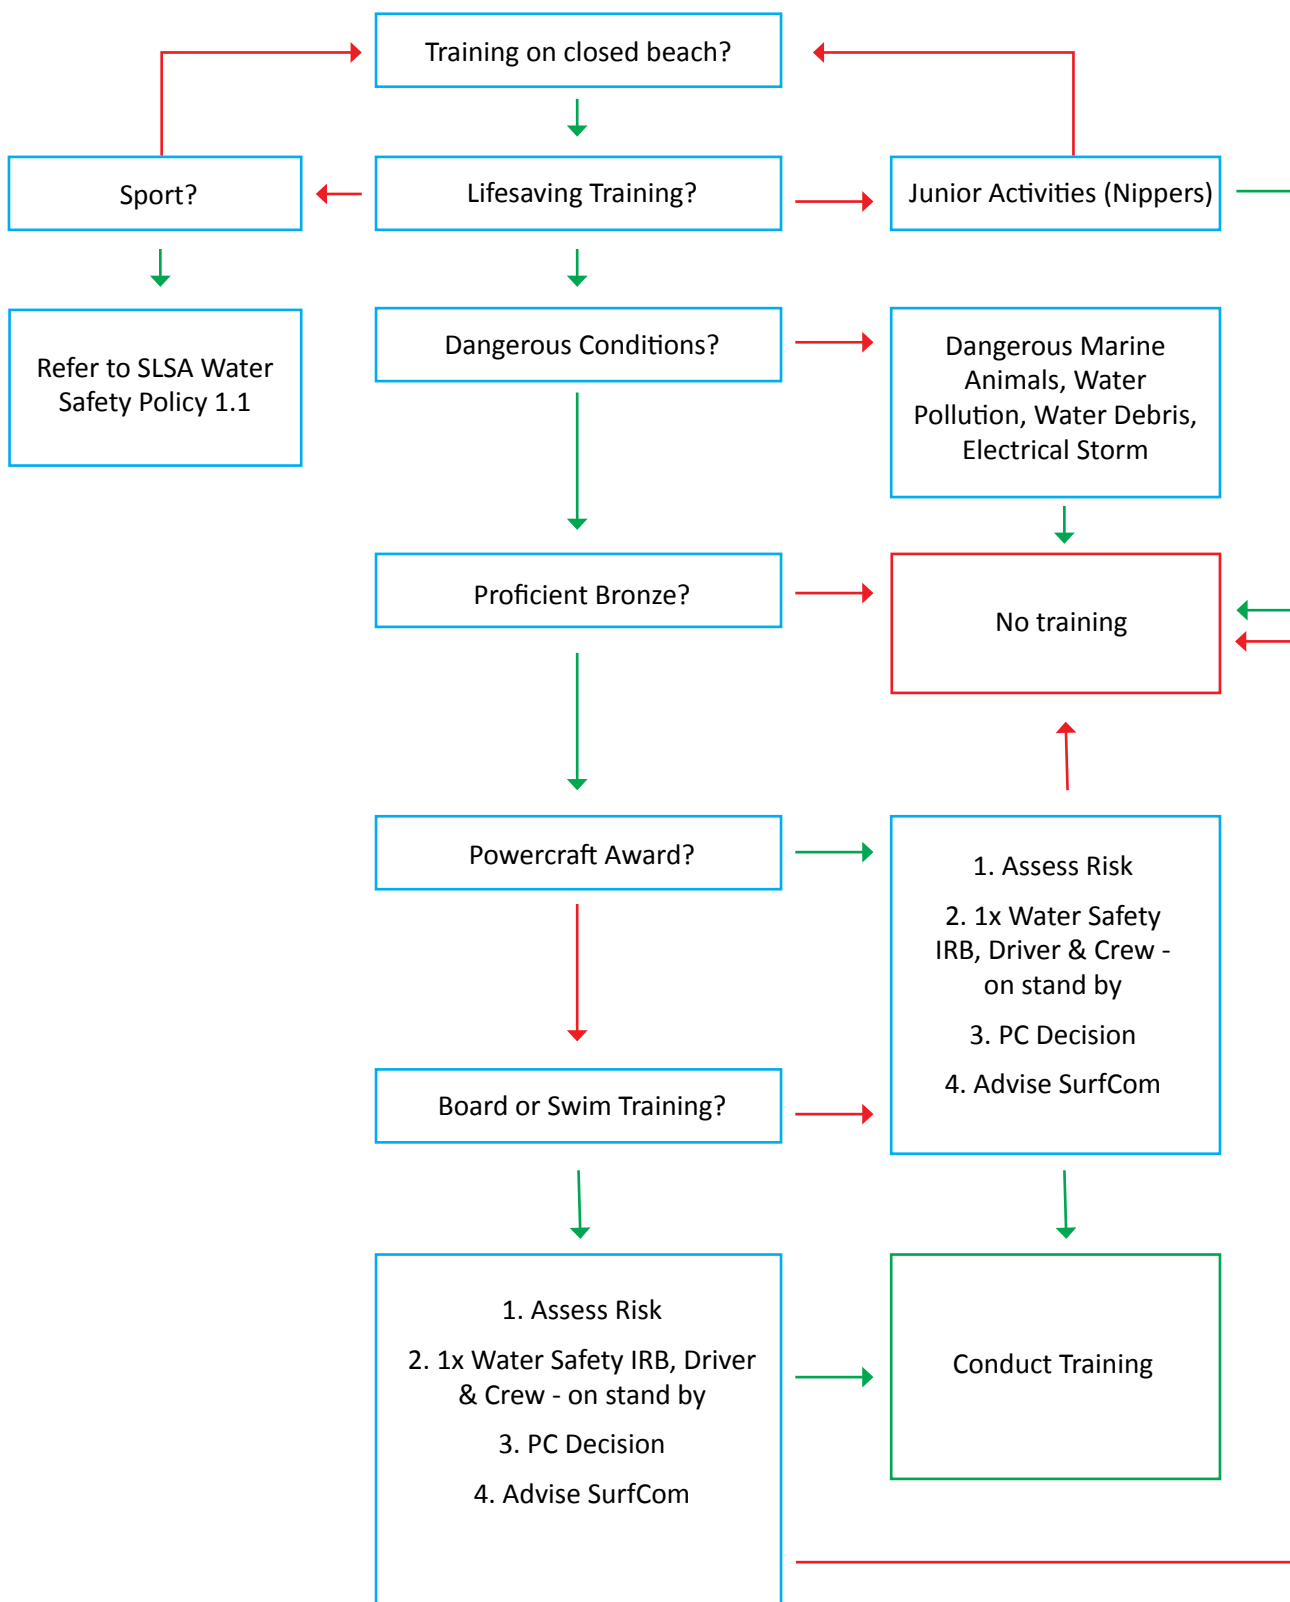 Training on closed beach?
Sport?
Lifesaving Training?
Junior Activities (Nippers)
Refer to SLSA Water
Safety Policy 1.1
Dangerous Conditions?
Dangerous Marine
Animals, Water
Pollution, Water Debris,
Electrical Storm
Proficient Bronze?
No training
Powercraft Award?
1. Assess Risk
2. 1x Water Safety
IRB, Driver & Crew -
on stand by
3. PC Decision
4. Advise SurfCom
Board or Swim Training?
1. Assess Risk
2. 1x Water Safety IRB, Driver
& Crew - on stand by
3. PC Decision
4. Advise SurfCom
Conduct Training